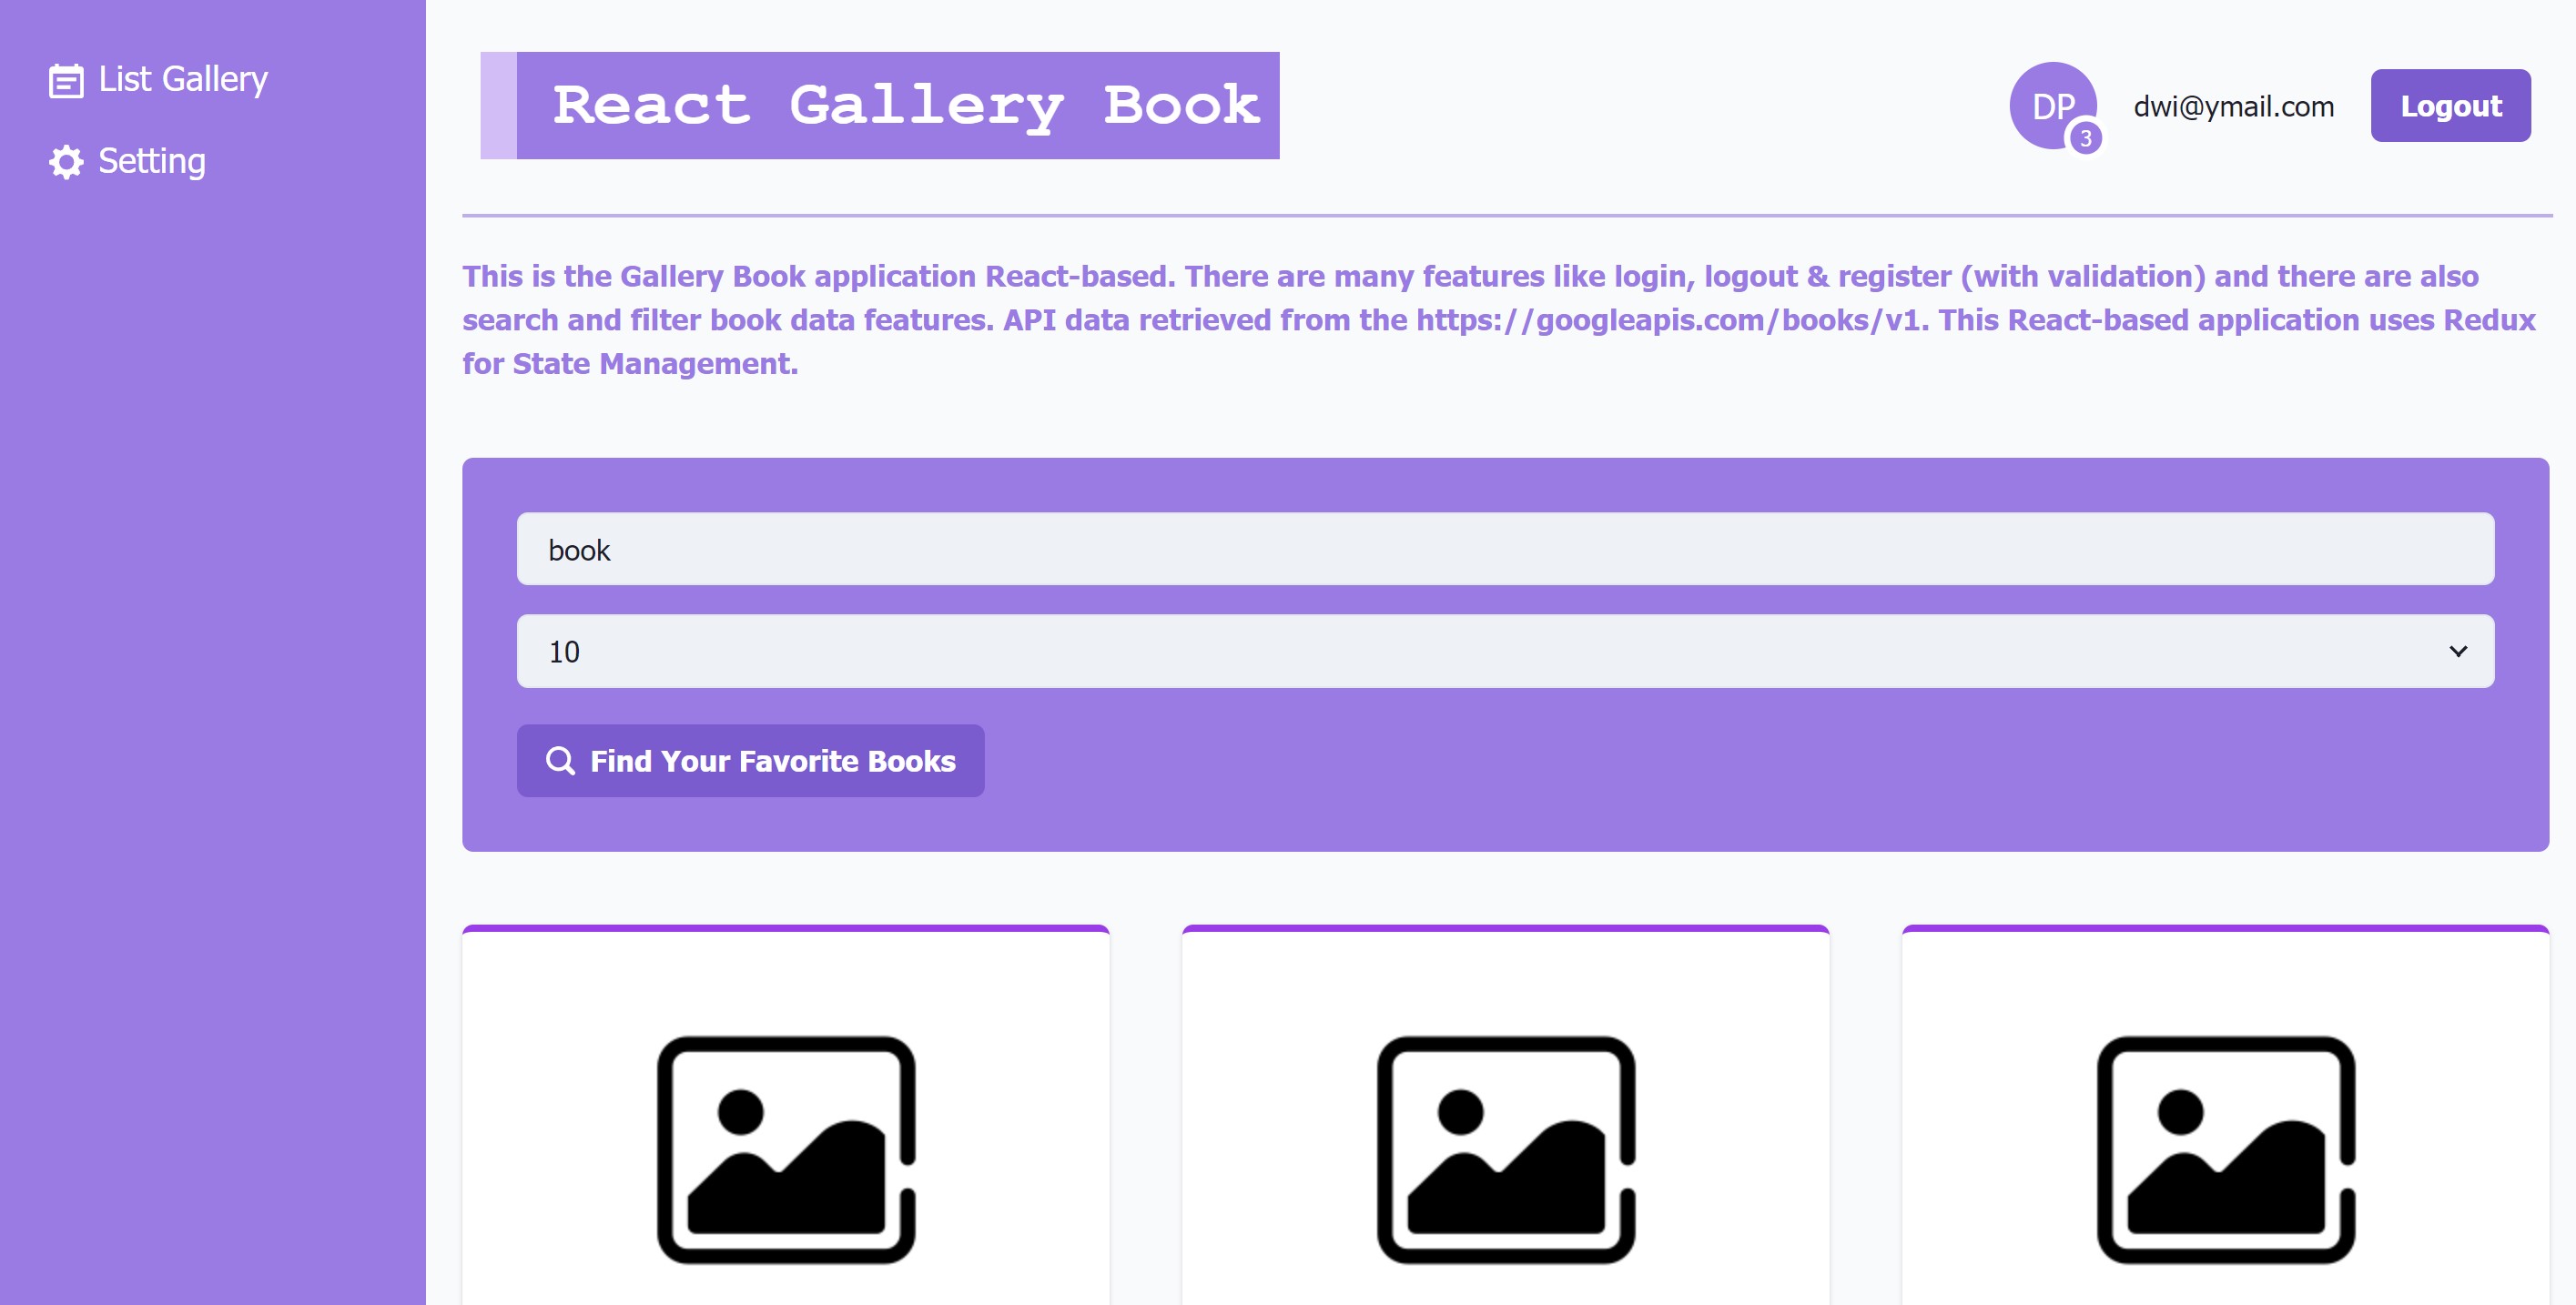 List Gallery
Setting
React Gallery Book
DP
3
dwi@ymail.com
Logout
This is the Gallery Book application React-based. There are many features like login, logout & register (with validation) and there are also
search and filter book data features. API data retrieved from the https://googleapis.com/books/v1. This React-based application uses Redux
for State Management.
book
10
Find Your Favorite Books